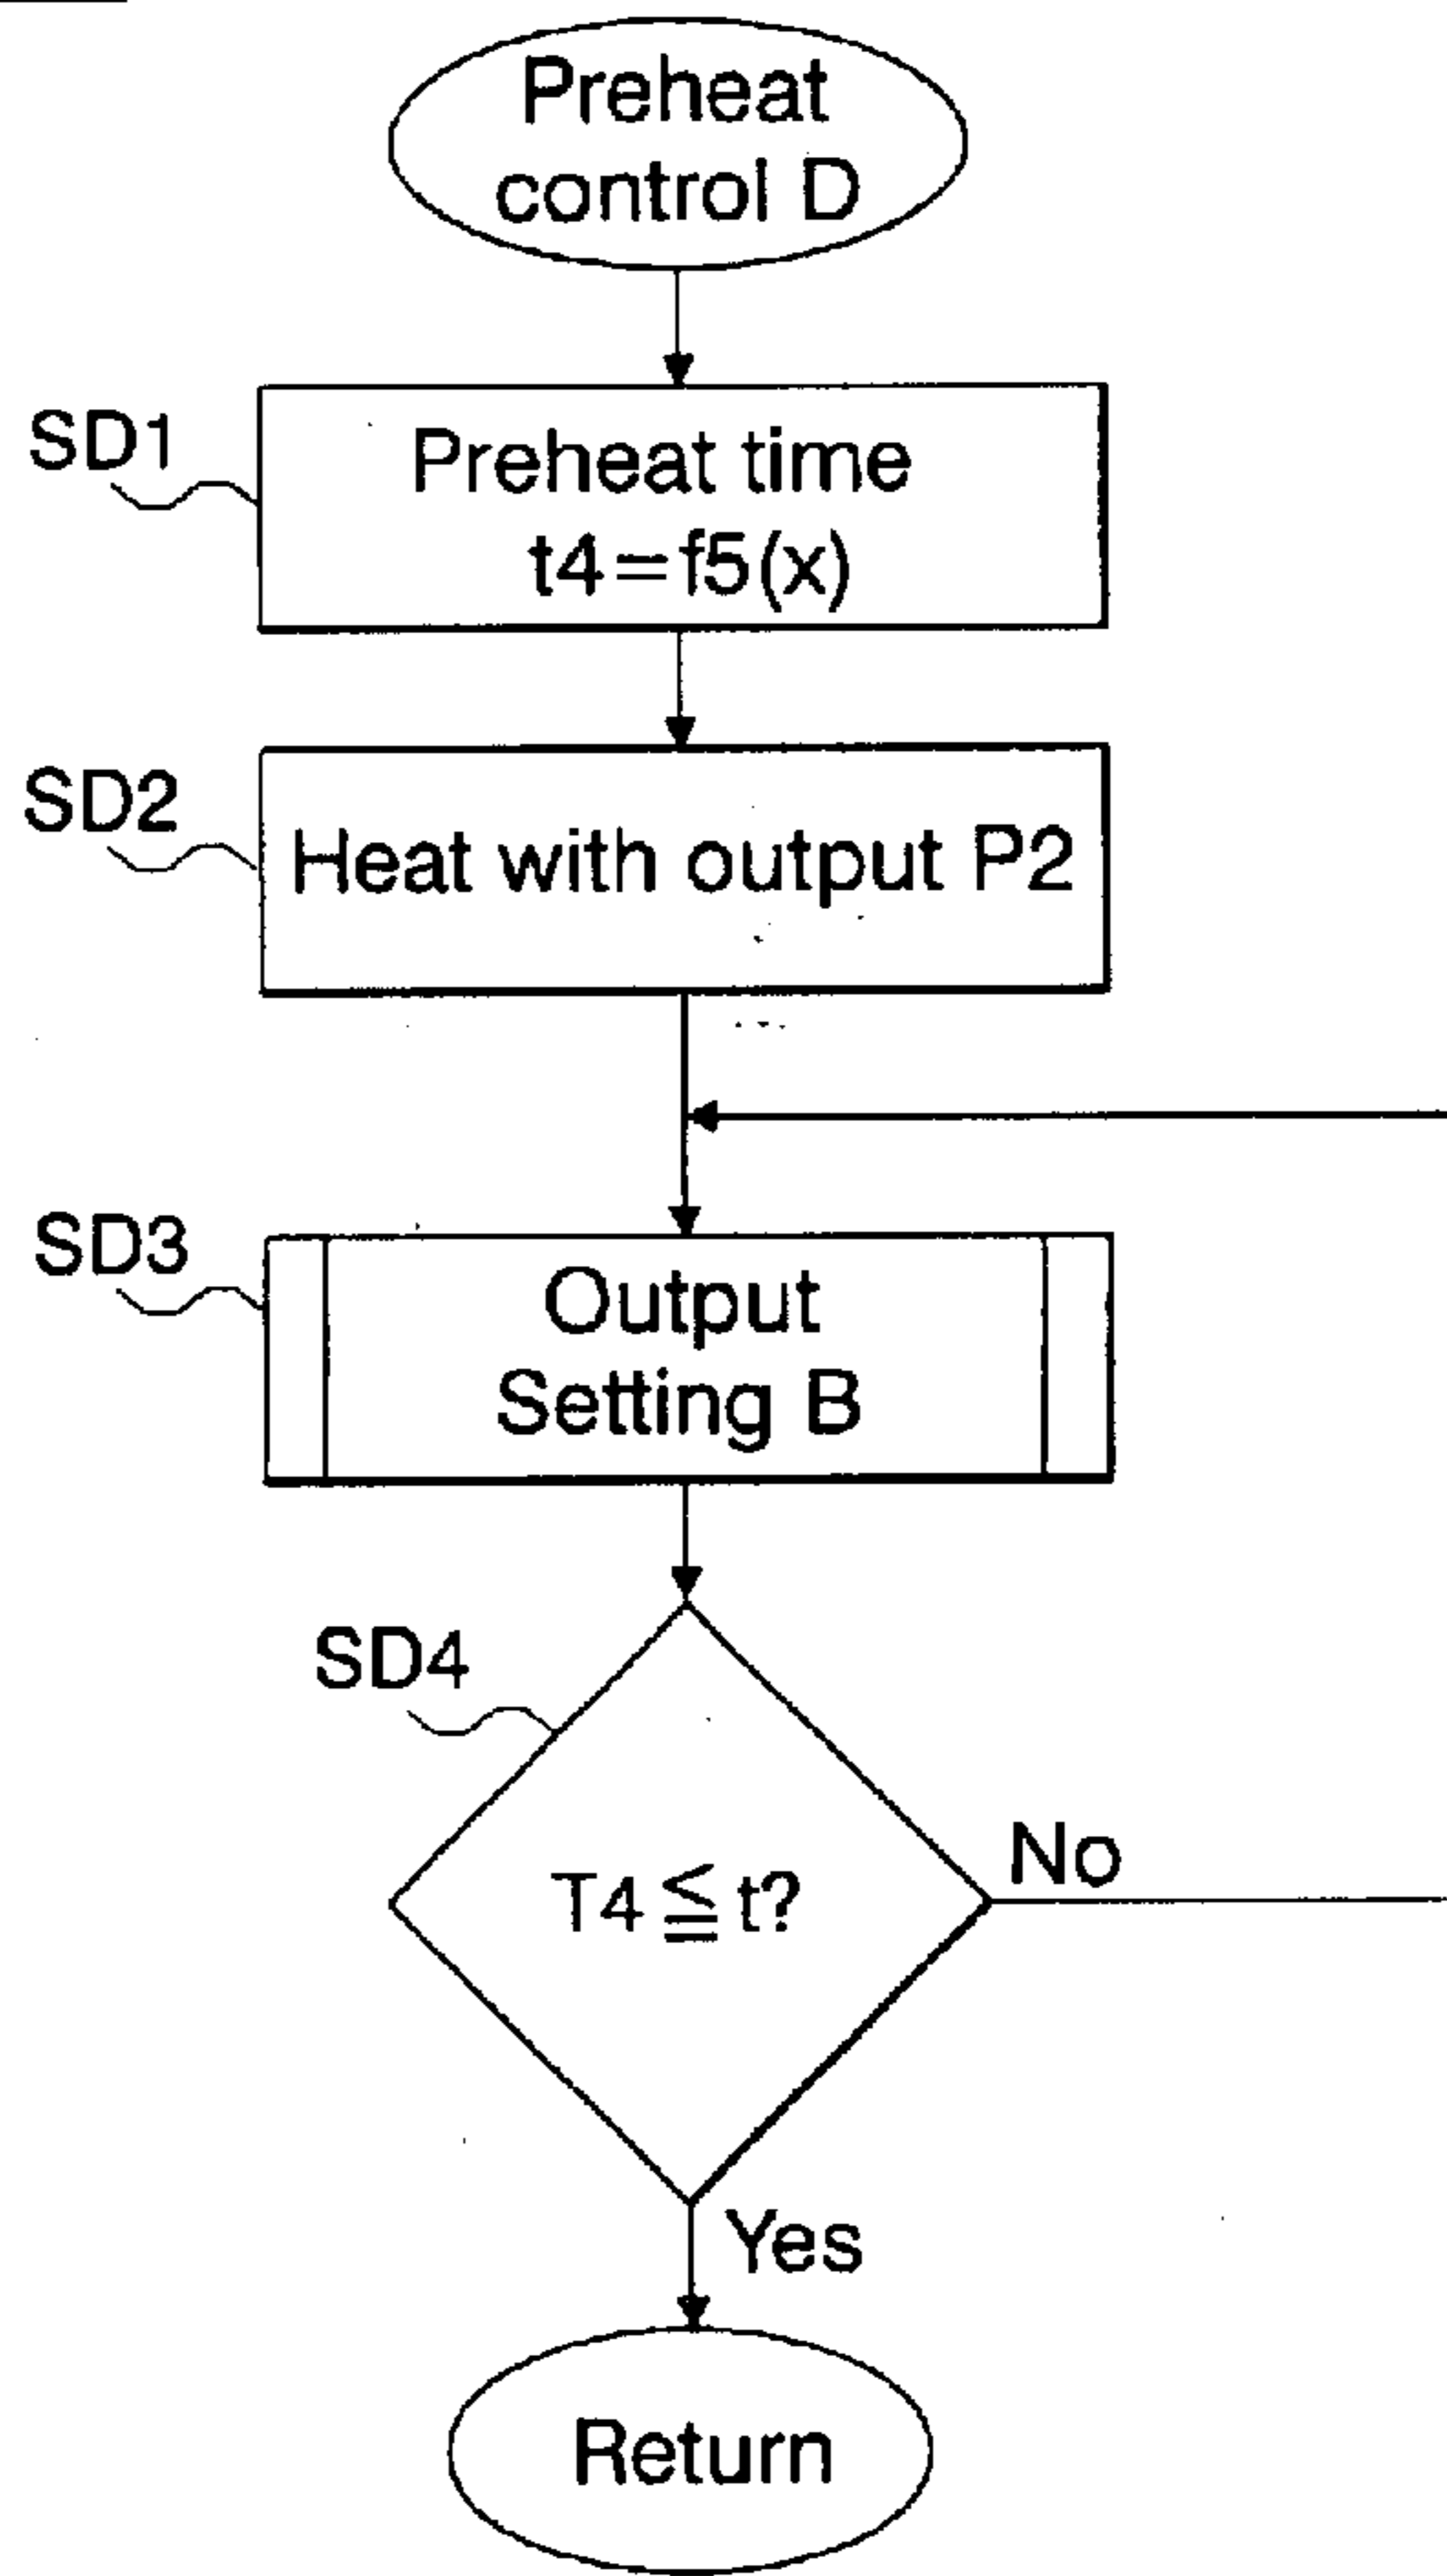 Preheat
control D
SD1
Preheat time
t4=f5(x)
SD2
Heat with output P2
SD3
Output
Setting B
SD4
T4≦t?
No
Yes
Return